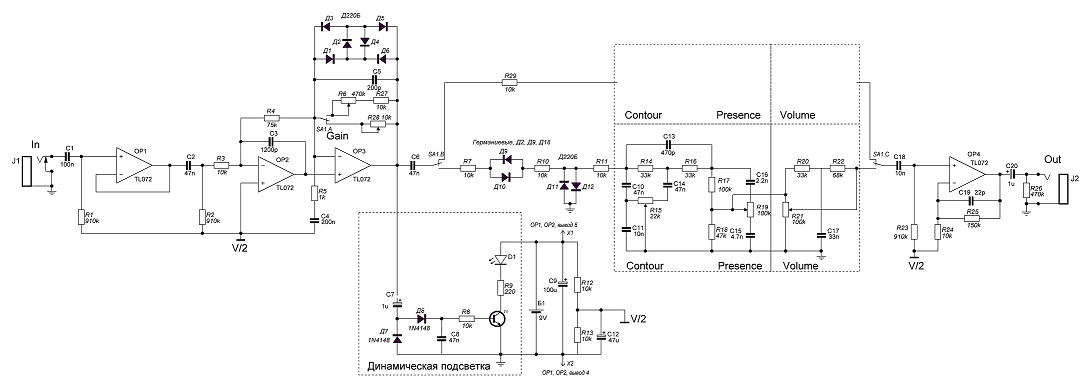 Д220Б
Д3
Д5
Д2
Д4
Д1
Д6
C5
200p
R6 470k
R27
10k
R28 10k
SA1.A
Gain
R4
75k
C3
1200p
In
J1
C1
100n
OP1
TL072
C2
47n
R3
10k
OP2
TL072
OP3
TL072
R1
910k
R2
910k
V/2
R5
1k
C4
200n
C6
47n
SA1.B
R29
10k
Германиевые, Д2, Д9, Д18
R7
10k
Д9
Д10
R10
10k
Д220Б
Д11
Д12
R11
10k
Contour
Presence
Volume
C13
470p
R14
33k
R16
33k
C10
47n
C14
47n
R15
22k
C11
10n
R17
100k
C16
2.2n
R19
100k
R18
47k
C15
4.7n
R20
33k
R22
68k
R21
100k
C17
33n
Contour
Presence
Volume
SA1.C
C18
10n
OP4
TL072
C19 22p
R25
150k
R23
910k
R24
10k
V/2
C20
1u
Out
J2
R26
470k
D1
R9
220
C7
1u
Д8
1N4148
Д7
1N4148
C8
47n
R8
10k
Динамическая подсветка
OP1, OP2, вывод 8
X1
Б1
9V
C9
100u
R12
10k
R13
10k
C12
47u
V/2
X2
OP1, OP2, вывод 4